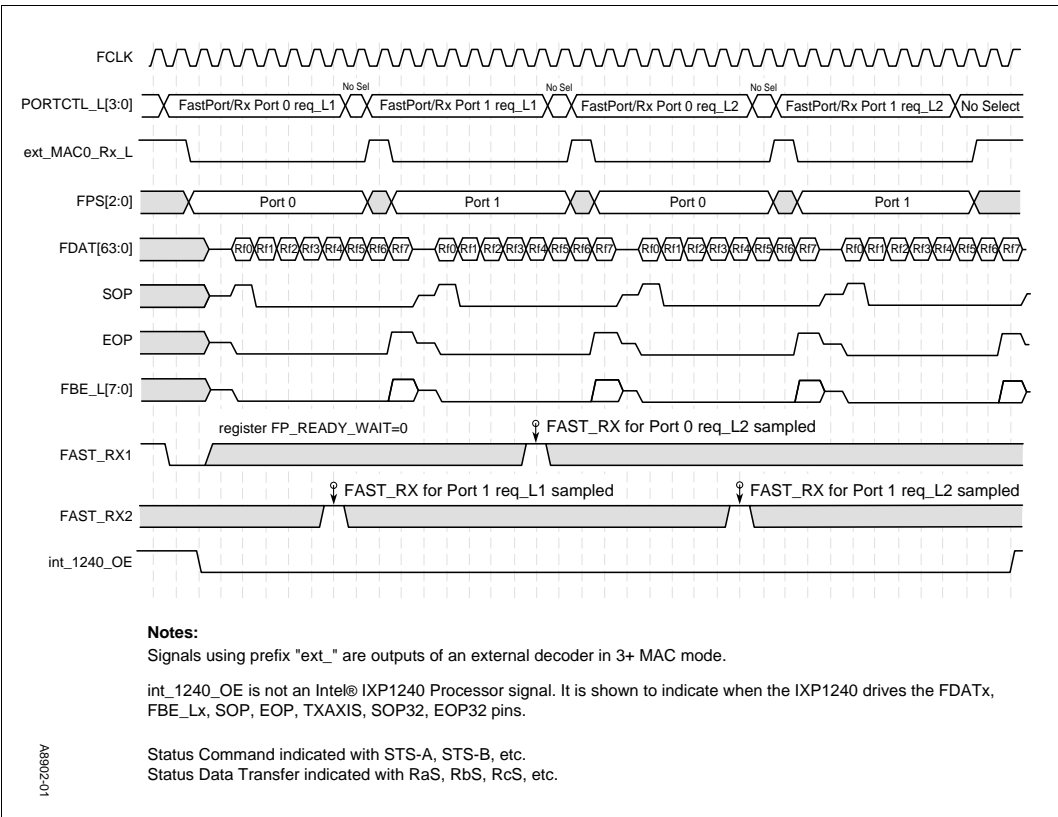 FCLK
No Sel No Sel No Sel
PORTCTL_L[3:0] FastPort/Rx Port 0 req_L1 FastPort/Rx Port 1 req_L1 FastPort/Rx Port 0 req_L2 FastPort/Rx Port 1 req_L2 No Select
ext_MAC0_Rx_L
FPS[2:0] Port 0 Port 1 Port 0 Port 1
FDAT[63:0] Rf0 Rf1 Rf2 Rf3 Rf4 Rf5 Rf6 Rf7 Rf0 Rf1 Rf2 Rf3 Rf4 Rf5 Rf6 Rf7 Rf0 Rf1 Rf2 Rf3 Rf4 Rf5 Rf6 Rf7 Rf0 Rf1 Rf2 Rf3 Rf4 Rf5 Rf6 Rf7
SOP
EOP
FBE_L[7:0]
register FP_READY_WAIT=0 FAST_RX for Port 0 req_L2 sampled
FAST_RX1
FAST_RX for Port 1 req_L1 sampled FAST_RX for Port 1 req_L2 sampled
FAST_RX2
int_1240_OE
Notes:
Signals using prefix "ext_" are outputs of an external decoder in 3+ MAC mode.
int_1240_OE is not an Intel® IXP1240 Processor signal. It is shown to indicate when the IXP1240 drives the FDATx,
FBE_Lx, SOP, EOP, TXAXIS, SOP32, EOP32 pins.
Status Command indicated with STS-A, STS-B, etc.
Status Data Transfer indicated with RaS, RbS, RcS, etc.
A8902-01